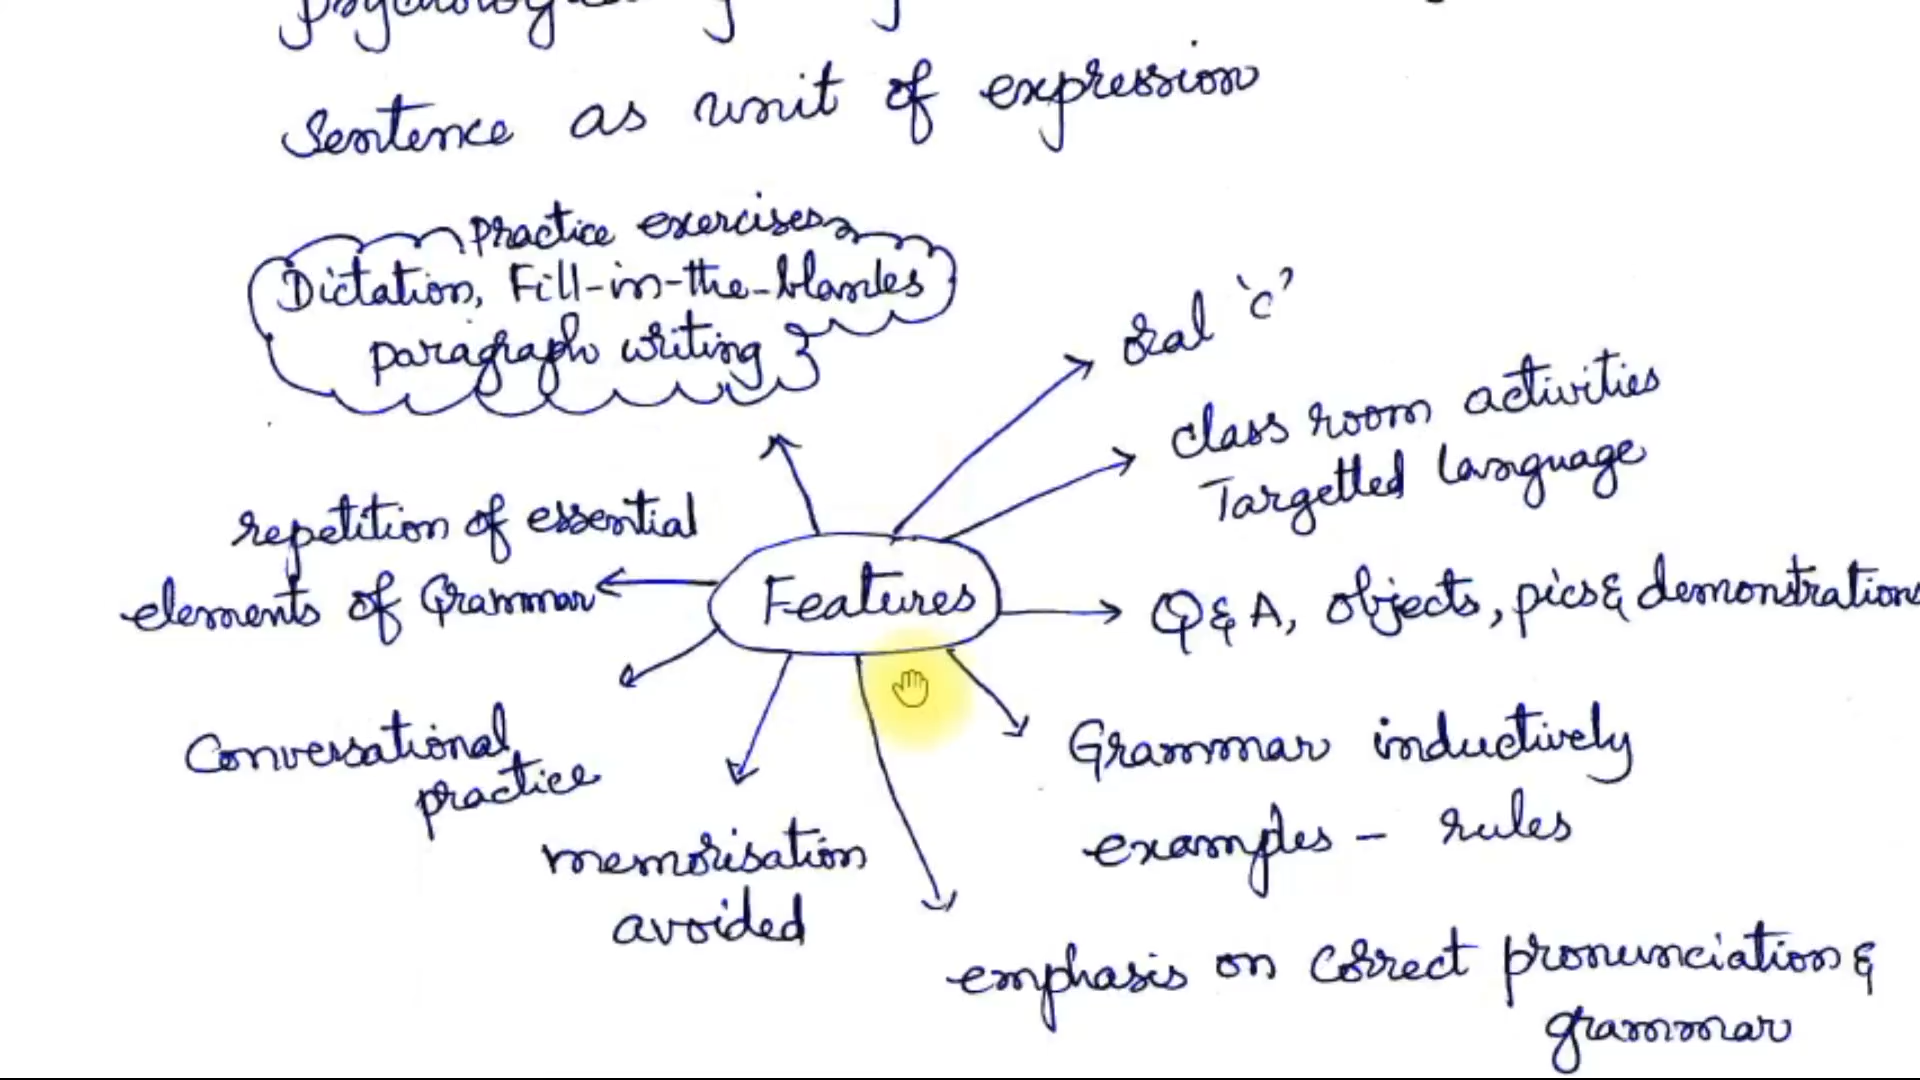 Sentence as unit of expression
Practice exercises
Dictation, Fill-in-the-blanks
paragraph writing
oral 'c'
class room activities
Targetted language
repetition of essential
elements of Grammar
Features
Q & A, objects, pics & demonstrations
Conversational
practice
Grammar inductively
examples - rules
memorisation
avoided
emphasis on correct pronunciation &
grammar